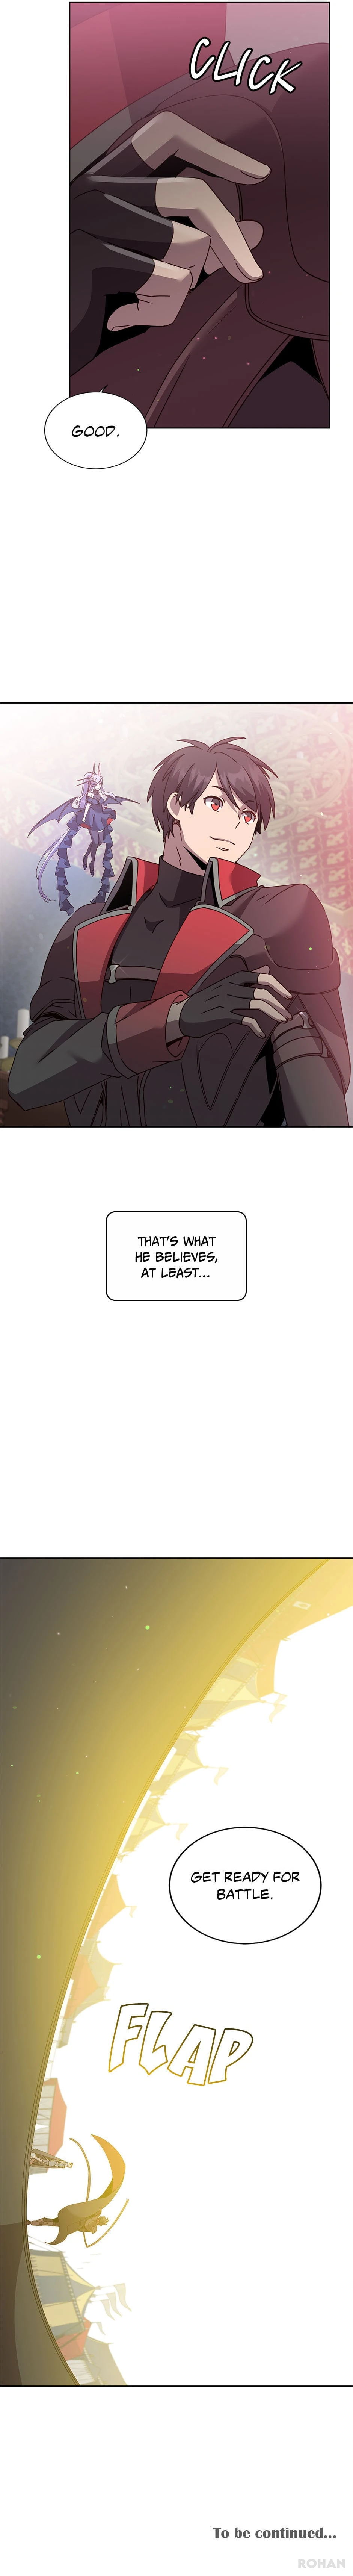 CLICK
GOOD.
THAT'S WHAT
HE BELIEVES,
AT LEAST...
GET READY FOR
BATTLE.
FLAP
To be continued...
ROHAN